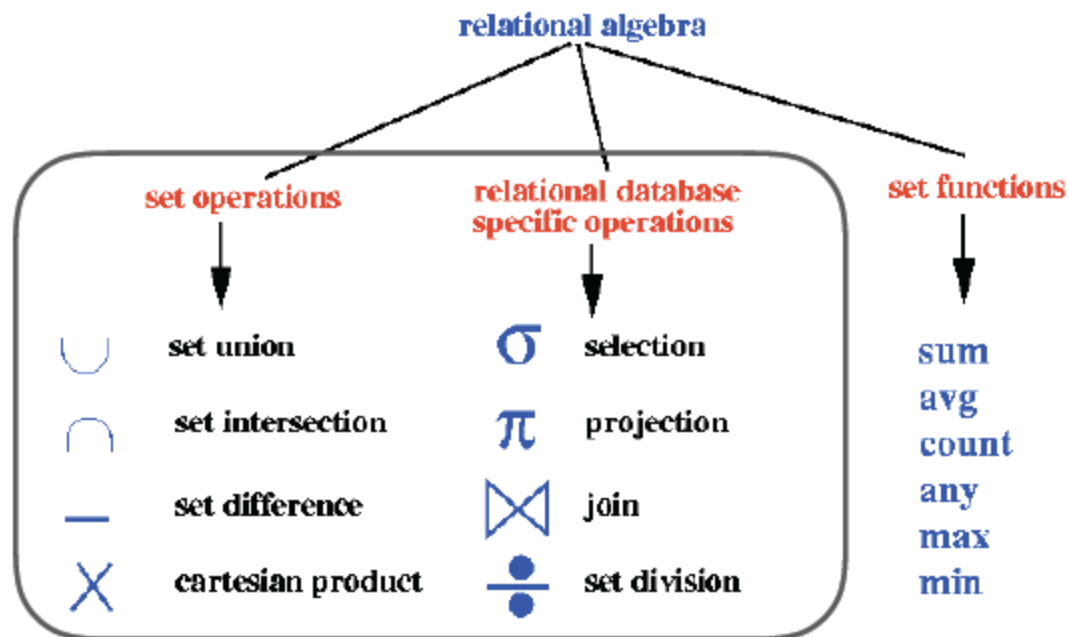 relational algebra
set operations
relational database
specific operations
set functions
∪ set union
∩ set intersection
− set difference
× cartesian product
σ selection
π projection
⋈ join
÷ set division
sum
avg
count
any
max
min